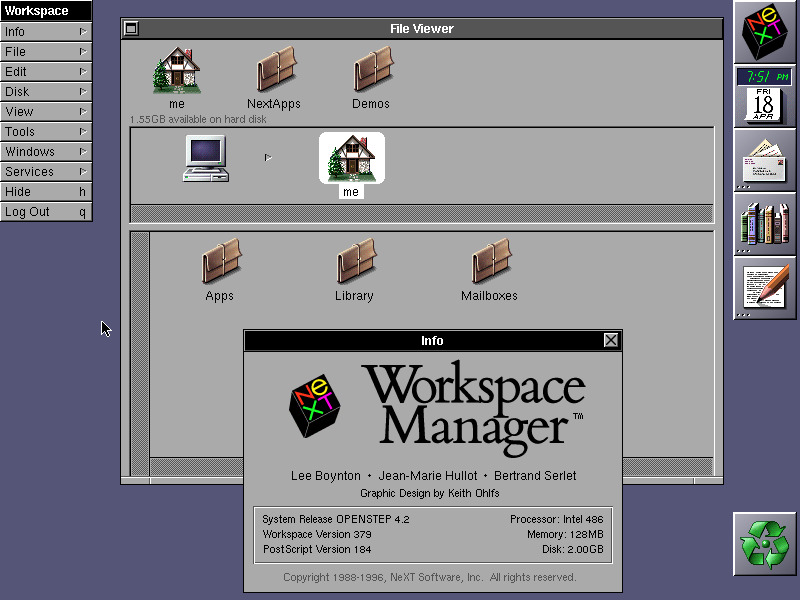 Workspace
Info
File
Edit
Disk
View
Tools
Windows
Services
Hide h
Log Out q
File Viewer
me
NextApps
Demos
1.55GB available on hard disk
me
Apps
Library
Mailboxes
Info
NeXT
Workspace
Manager™
Lee Boynton • Jean-Marie Hullot • Bertrand Serlet
Graphic Design by Keith Ohlfs
System Release OPENSTEP 4.2 Processor: Intel 486
Workspace Version 379 Memory: 128MB
PostScript Version 184 Disk: 2.00GB
Copyright 1988-1996, NeXT Software, Inc. All rights reserved.
NeXT
7:51 PM
FRI
18
APR